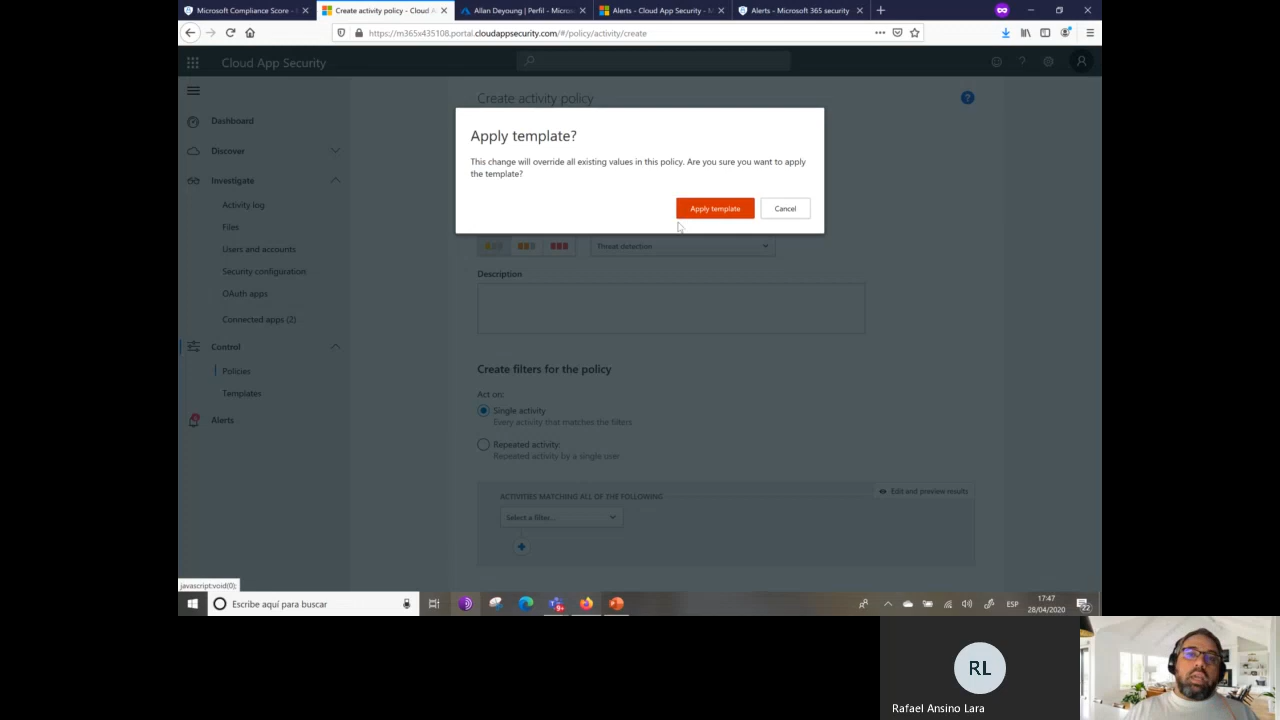 Microsoft Compliance Score -
Create activity policy - Cloud A
Allan Deyoung | Perfil - Micros
Alerts - Cloud App Security - M
Alerts - Microsoft 365 security
https://m365x435108.portal.cloudappsecurity.com/#/policy/activity/create
Cloud App Security
Create activity policy
Dashboard
Discover
Investigate
Activity log
Files
Users and accounts
Security configuration
OAuth apps
Connected apps (2)
Control
Policies
Templates
Alerts
Apply template?
This change will override all existing values in this policy. Are you sure you want to apply
the template?
Apply template
Cancel
Threat detection
Description
Create filters for the policy
Act on:
Single activity
Every activity that matches the filters
Repeated activity:
Repeated activity by a single user
ACTIVITIES MATCHING ALL OF THE FOLLOWING
Edit and preview results
Select a filter...
javascript:void(0);
Escribe aquí para buscar
9+
ESP
17:47
28/04/2020
22
RL
Rafael Ansino Lara